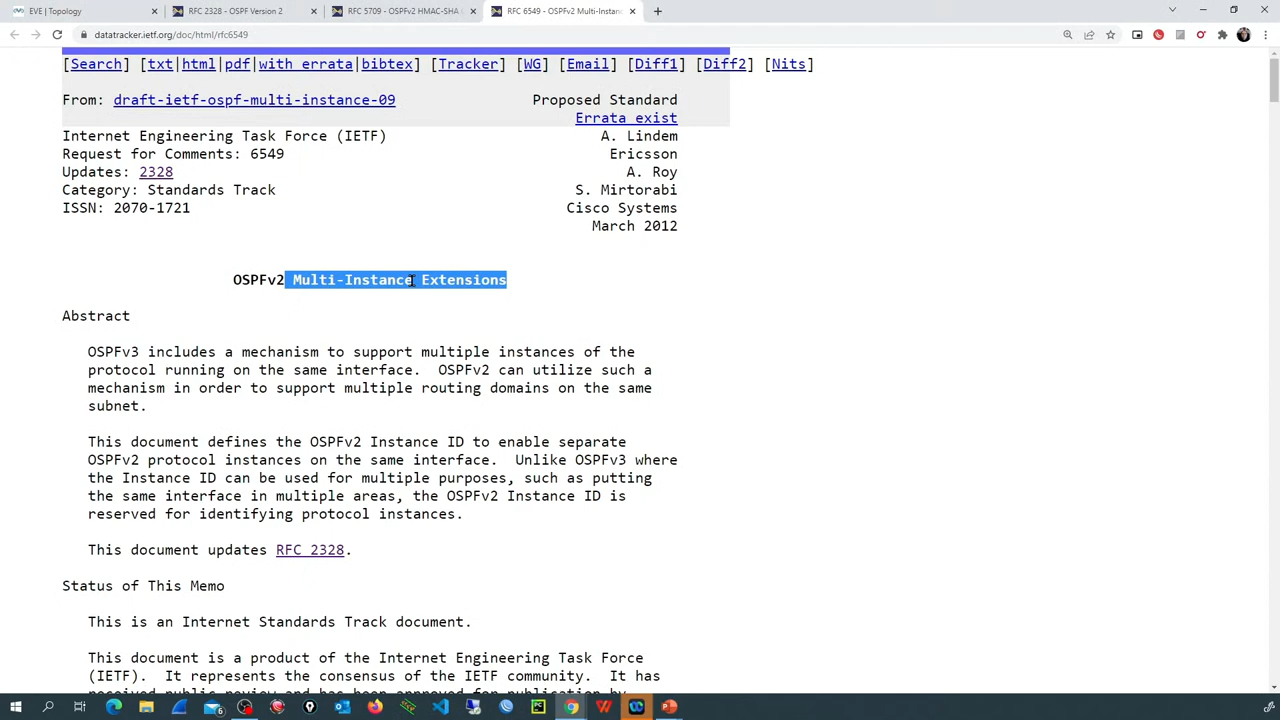 EVE | Topology
RFC 2328 - OSPF Version 2
RFC 5709 - OSPFv2 HMAC-SHA
RFC 6549 - OSPFv2 Multi-Instanc
datatracker.ietf.org/doc/html/rfc6549
[Search] [txt|html|pdf|with errata|bibtex] [Tracker] [WG] [Email] [Diff1] [Diff2] [Nits]
From: draft-ietf-ospf-multi-instance-09 Proposed Standard
Errata exist
Internet Engineering Task Force (IETF) A. Lindem
Request for Comments: 6549 Ericsson
Updates: 2328 A. Roy
Category: Standards Track S. Mirtorabi
ISSN: 2070-1721 Cisco Systems
March 2012
OSPFv2 Multi-Instance Extensions
Abstract
OSPFv3 includes a mechanism to support multiple instances of the
protocol running on the same interface. OSPFv2 can utilize such a
mechanism in order to support multiple routing domains on the same
subnet.
This document defines the OSPFv2 Instance ID to enable separate
OSPFv2 protocol instances on the same interface. Unlike OSPFv3 where
the Instance ID can be used for multiple purposes, such as putting
the same interface in multiple areas, the OSPFv2 Instance ID is
reserved for identifying protocol instances.
This document updates RFC 2328.
Status of This Memo
This is an Internet Standards Track document.
This document is a product of the Internet Engineering Task Force
(IETF). It represents the consensus of the IETF community. It has
received public review and has been approved for publication by